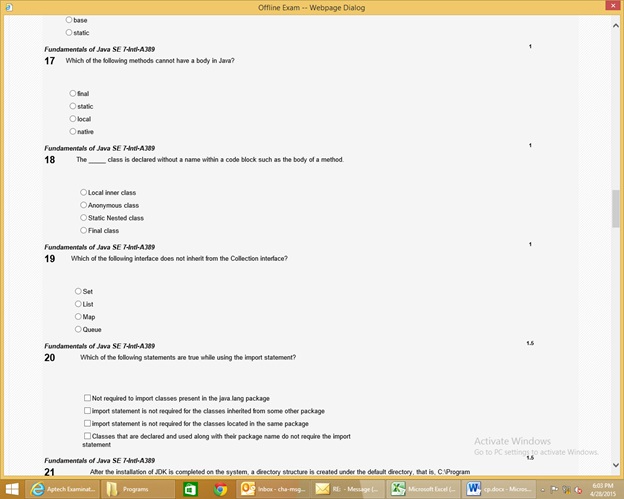 Offline Exam -- Webpage Dialog
base
static
Fundamentals of Java SE 7-Intl-A389
1
17 Which of the following methods cannot have a body in Java?
final
static
local
native
Fundamentals of Java SE 7-Intl-A389
1
18 The _____ class is declared without a name within a code block such as the body of a method.
Local inner class
Anonymous class
Static Nested class
Final class
Fundamentals of Java SE 7-Intl-A389
1
19 Which of the following interface does not inherit from the Collection interface?
Set
List
Map
Queue
Fundamentals of Java SE 7-Intl-A389
1.5
20 Which of the following statements are true while using the import statement?
Not required to import classes present in the java.lang package
import statement is not required for the classes inherited from some other package
import statement is not required for the classes located in the same package
Classes that are declared and used along with their package name do not require the import
statement
Activate Windows
Go to PC settings to activate Windows.
Fundamentals of Java SE 7-Intl-A389
1.5
21 After the installation of JDK is completed on the system, a directory structure is created under the default directory, that is, C:\Program
Aptech Examinat...
Programs
Inbox - cha-msg...
RE: - Message (...
Microsoft Excel (...
cp.docx - Micros...
6:03 PM
4/28/2015